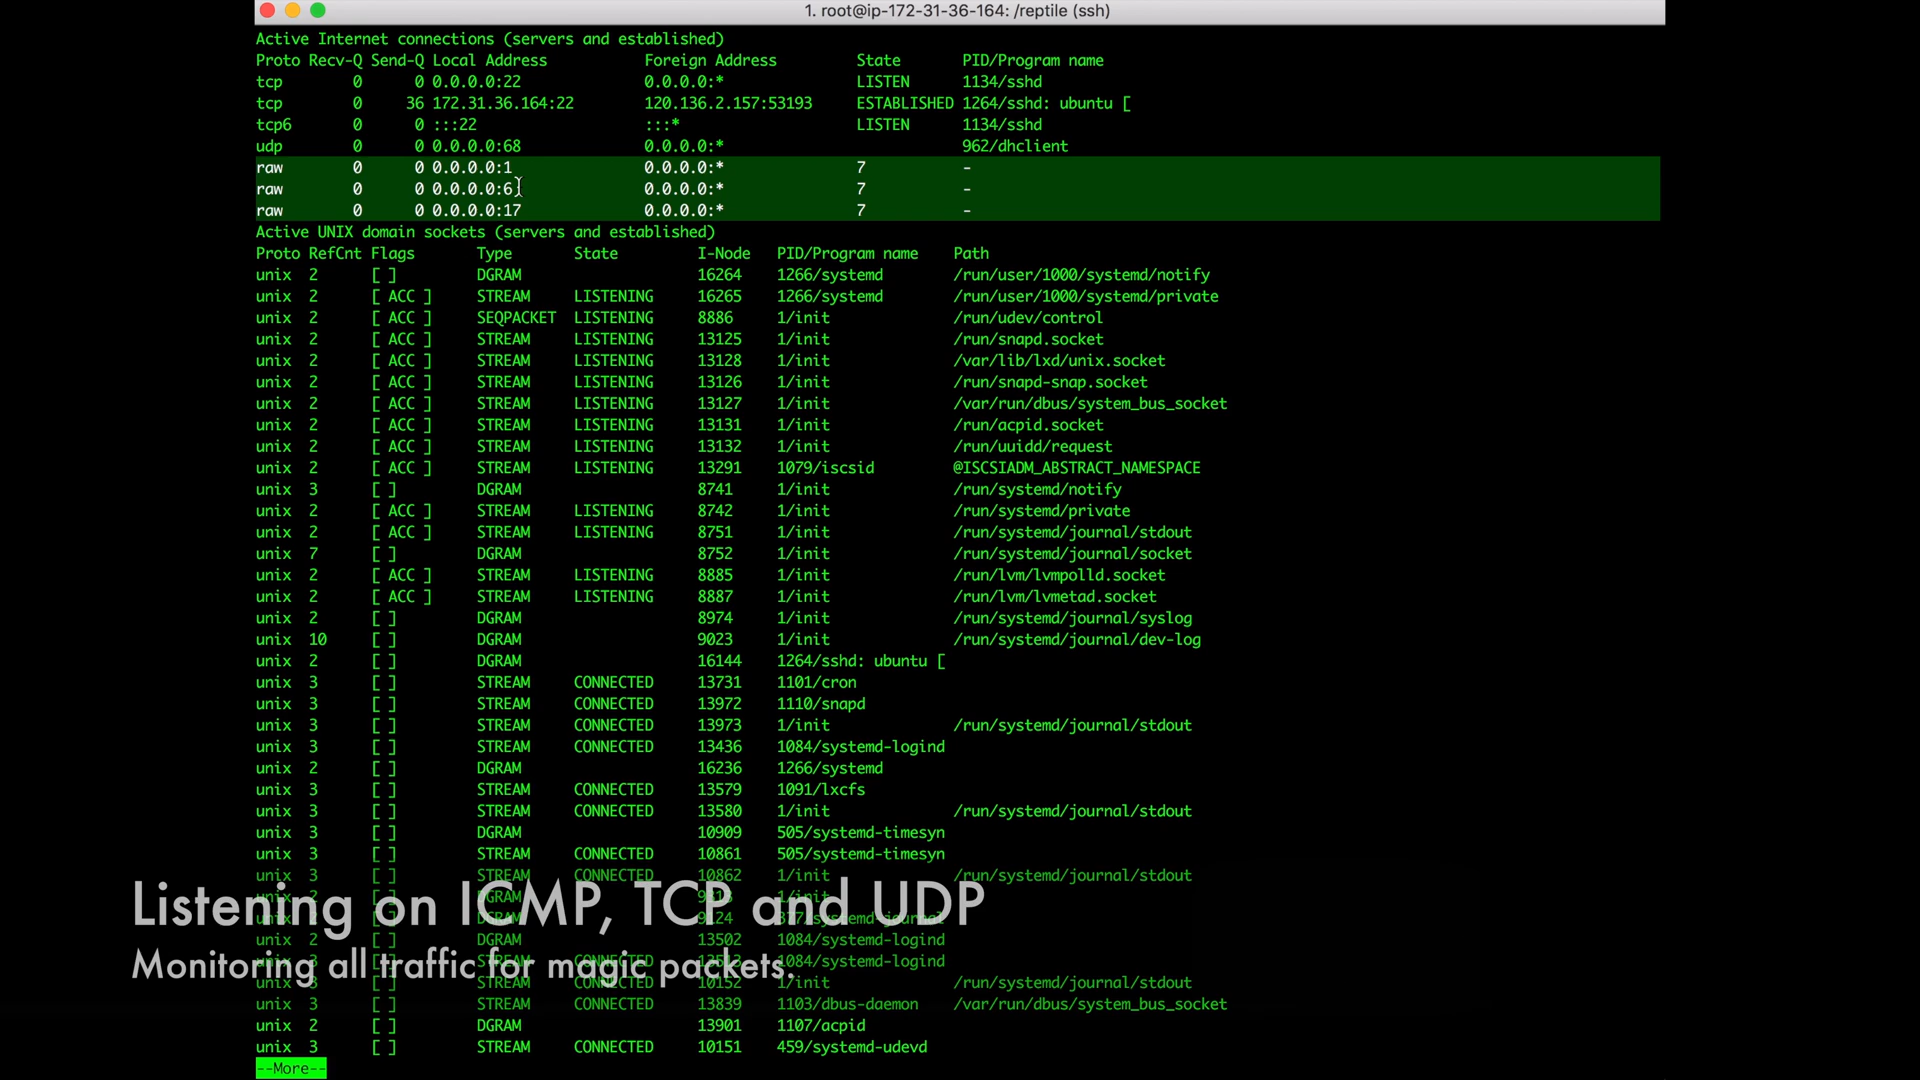 1. root@ip-172-31-36-164: /reptile (ssh)
Active Internet connections (servers and established)
Proto Recv-Q Send-Q Local Address Foreign Address State PID/Program name
tcp 0 0 0.0.0.0:22 0.0.0.0:* LISTEN 1134/sshd
tcp 0 36 172.31.36.164:22 120.136.2.157:53193 ESTABLISHED 1264/sshd: ubuntu [
tcp6 0 0 :::22 :::* LISTEN 1134/sshd
udp 0 0 0.0.0.0:68 0.0.0.0:* 962/dhclient
raw 0 0 0.0.0.0:1 0.0.0.0:* 7 -
raw 0 0 0.0.0.0:6 0.0.0.0:* 7 -
raw 0 0 0.0.0.0:17 0.0.0.0:* 7 -
Active UNIX domain sockets (servers and established)
Proto RefCnt Flags Type State I-Node PID/Program name Path
unix 2 [ ] DGRAM 16264 1266/systemd /run/user/1000/systemd/notify
unix 2 [ ACC ] STREAM LISTENING 16265 1266/systemd /run/user/1000/systemd/private
unix 2 [ ACC ] SEQPACKET LISTENING 8886 1/init /run/udev/control
unix 2 [ ACC ] STREAM LISTENING 13125 1/init /run/snapd.socket
unix 2 [ ACC ] STREAM LISTENING 13128 1/init /var/lib/lxd/unix.socket
unix 2 [ ACC ] STREAM LISTENING 13126 1/init /run/snapd-snap.socket
unix 2 [ ACC ] STREAM LISTENING 13127 1/init /var/run/dbus/system_bus_socket
unix 2 [ ACC ] STREAM LISTENING 13131 1/init /run/acpid.socket
unix 2 [ ACC ] STREAM LISTENING 13132 1/init /run/uuidd/request
unix 2 [ ACC ] STREAM LISTENING 13291 1079/iscsid @ISCSIADM_ABSTRACT_NAMESPACE
unix 3 [ ] DGRAM 8741 1/init /run/systemd/notify
unix 2 [ ACC ] STREAM LISTENING 8742 1/init /run/systemd/private
unix 2 [ ACC ] STREAM LISTENING 8751 1/init /run/systemd/journal/stdout
unix 7 [ ] DGRAM 8752 1/init /run/systemd/journal/socket
unix 2 [ ACC ] STREAM LISTENING 8885 1/init /run/lvm/lvmpolld.socket
unix 2 [ ACC ] STREAM LISTENING 8887 1/init /run/lvm/lvmetad.socket
unix 2 [ ] DGRAM 8974 1/init /run/systemd/journal/syslog
unix 10 [ ] DGRAM 9023 1/init /run/systemd/journal/dev-log
unix 2 [ ] DGRAM 16144 1264/sshd: ubuntu [
unix 3 [ ] STREAM CONNECTED 13731 1101/cron
unix 3 [ ] STREAM CONNECTED 13972 1110/snapd
unix 3 [ ] STREAM CONNECTED 13973 1/init /run/systemd/journal/stdout
unix 3 [ ] STREAM CONNECTED 13436 1084/systemd-logind
unix 2 [ ] DGRAM 16236 1266/systemd
unix 3 [ ] STREAM CONNECTED 13579 1091/lxcfs
unix 3 [ ] STREAM CONNECTED 13580 1/init /run/systemd/journal/stdout
unix 3 [ ] DGRAM 10909 505/systemd-timesyn
unix 3 [ ] STREAM CONNECTED 10861 505/systemd-timesyn
unix 3 [ ] STREAM CONNECTED 10862 1/init /run/systemd/journal/stdout
Listening on ICMP, TCP and UDP
unix 2 [ ] DGRAM 13502 1084/systemd-logind
Monitoring all traffic for magic packets.
unix 3 [ ] STREAM CONNECTED 10152 1/init /run/systemd/journal/stdout
unix 3 [ ] STREAM CONNECTED 13839 1103/dbus-daemon /var/run/dbus/system_bus_socket
unix 2 [ ] DGRAM 13901 1107/acpid
unix 3 [ ] STREAM CONNECTED 10151 459/systemd-udevd
--More--